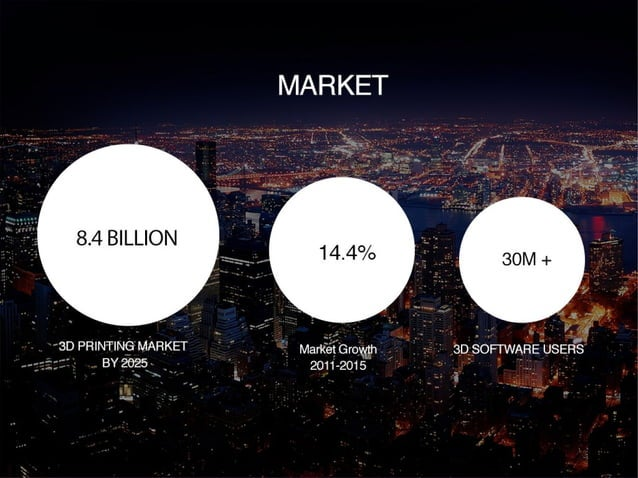 MARKET
8.4 BILLION
14.4%
30M +
3D PRINTING MARKET
BY 2025
Market Growth
2011-2015
3D SOFTWARE USERS